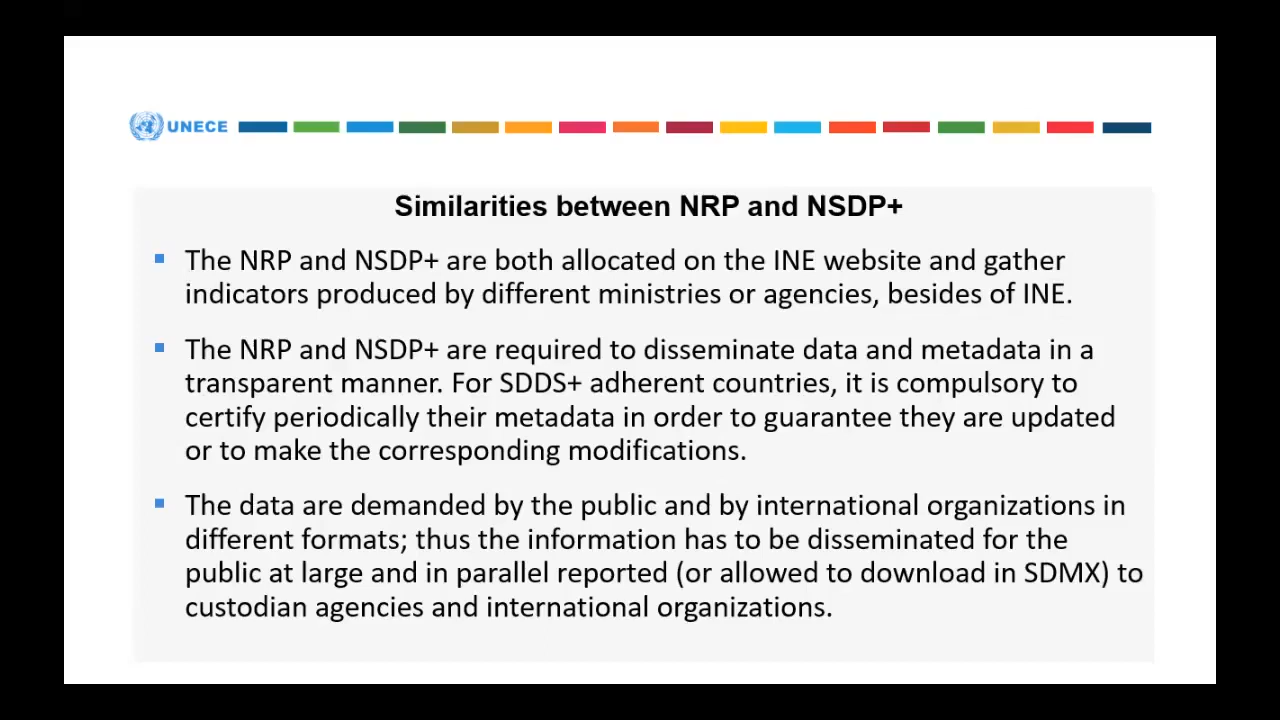 UNECE
Similarities between NRP and NSDP+
▪ The NRP and NSDP+ are both allocated on the INE website and gather
indicators produced by different ministries or agencies, besides of INE.
▪ The NRP and NSDP+ are required to disseminate data and metadata in a
transparent manner. For SDDS+ adherent countries, it is compulsory to
certify periodically their metadata in order to guarantee they are updated
or to make the corresponding modifications.
▪ The data are demanded by the public and by international organizations in
different formats; thus the information has to be disseminated for the
public at large and in parallel reported (or allowed to download in SDMX) to
custodian agencies and international organizations.